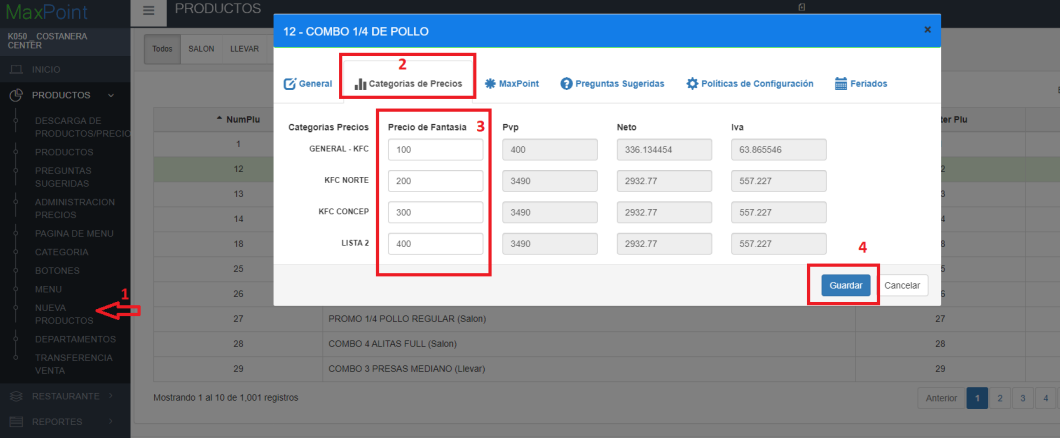 MaxPoint
PRODUCTOS
K050 _ COSTANERA
CENTER
INICIO
PRODUCTOS
DESCARGA DE
PRODUCTOS/PRECIO
PRODUCTOS
PREGUNTAS
SUGERIDAS
ADMINISTRACION
PRECIOS
PAGINA DE MENU
CATEGORIA
BOTONES
MENU
NUEVA
PRODUCTOS
1
DEPARTAMENTOS
TRANSFERENCIA
VENTA
RESTAURANTE
REPORTES
Todos SALON LLEVAR
12 - COMBO 1/4 DE POLLO ×
2
General Categorias de Precios MaxPoint Preguntas Sugeridas Políticas de Configuración Feriados
Categorias Precios Precio de Fantasia 3 Pvp Neto Iva
GENERAL - KFC 100 400 336.134454 63.865546
KFC NORTE 200 3490 2932.77 557.227
KFC CONCEP 300 3490 2932.77 557.227
LISTA 2 400 3490 2932.77 557.227
4
Guardar Cancelar
NumPlu ter Plu
1
12 2
13 3
14 4
18 8
25 5
26 6
27 PROMO 1/4 POLLO REGULAR (Salon) 27
28 COMBO 4 ALITAS FULL (Salon) 28
29 COMBO 3 PRESAS MEDIANO (Llevar) 29
Mostrando 1 al 10 de 1,001 registros
Anterior 1 2 3 4